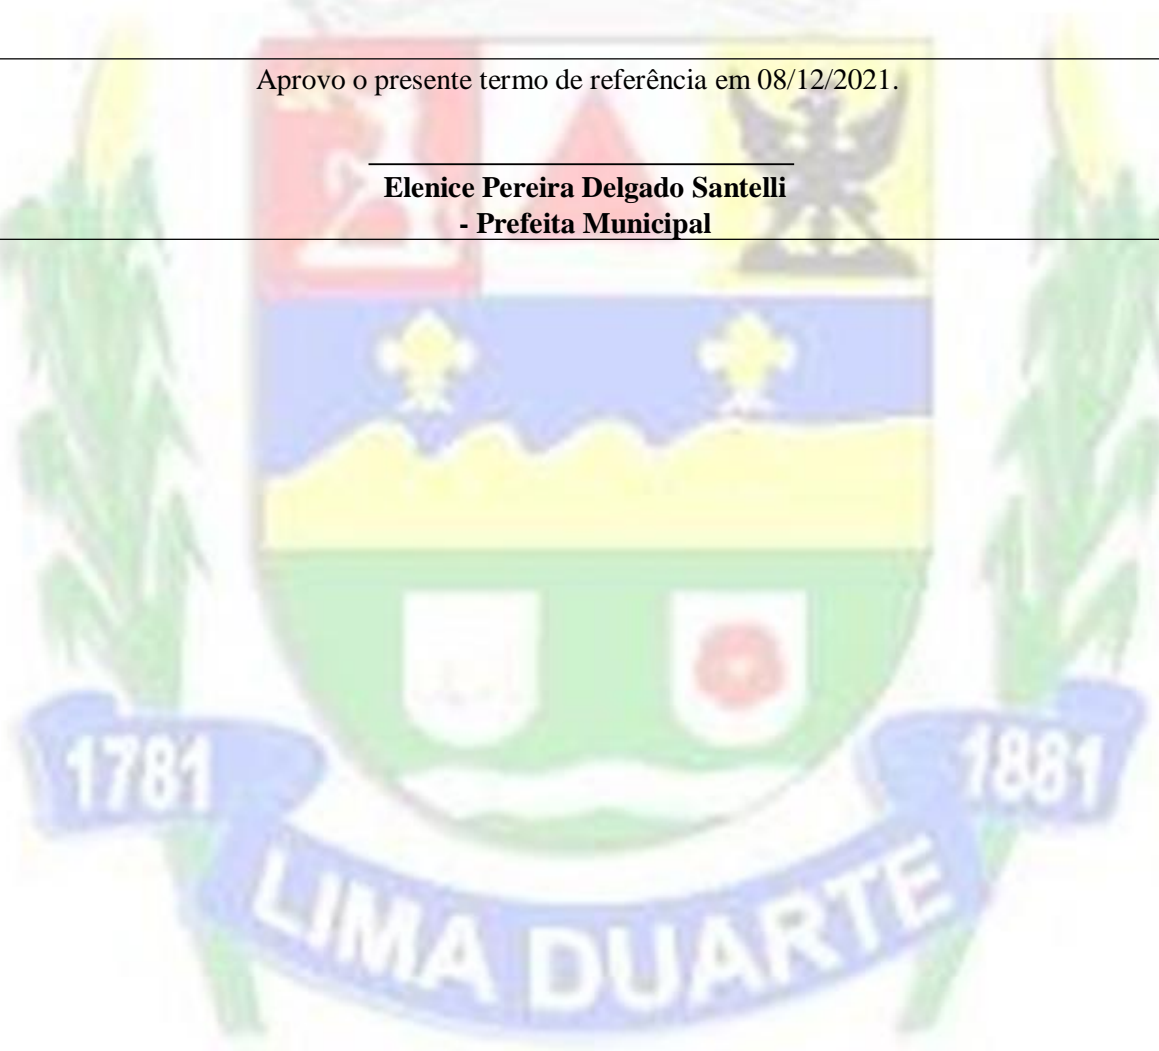 Aprovo o presente termo de referência em 08/12/2021.
Elenice Pereira Delgado Santelli
- Prefeita Municipal
1781
1881
LIMA DUARTE